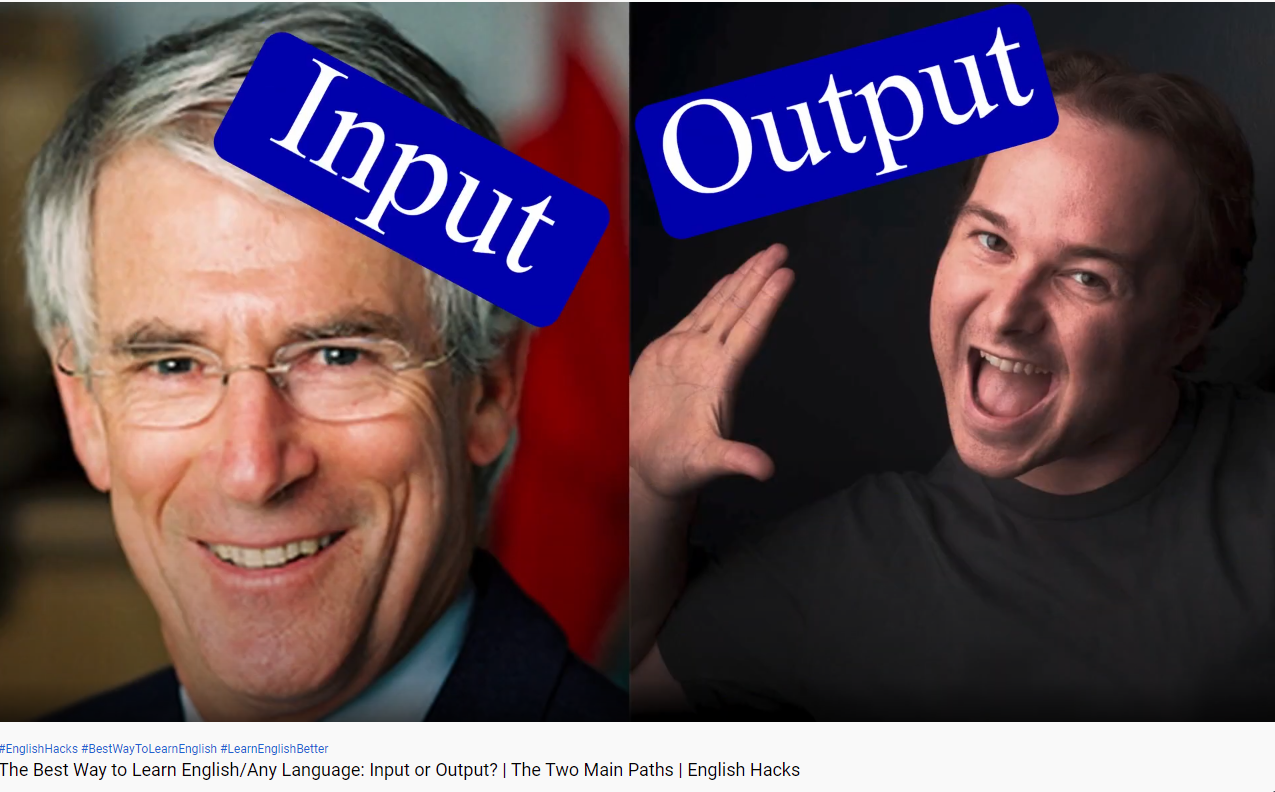 Input
Output
#EnglishHacks #BestWayToLearnEnglish #LearnEnglishBetter
The Best Way to Learn English/Any Language: Input or Output? | The Two Main Paths | English Hacks